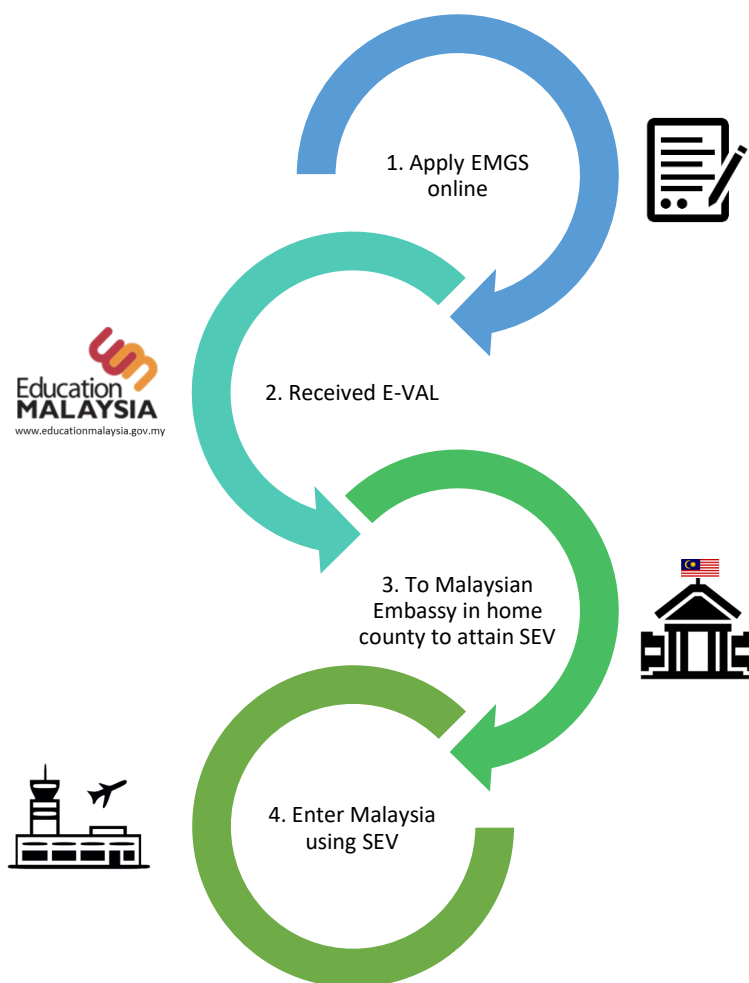 1. Apply EMGS
online
Education
MALAYSIA
www.educationmalaysia.gov.my
2. Received E-VAL
3. To Malaysian
Embassy in home
county to attain SEV
4. Enter Malaysia
using SEV